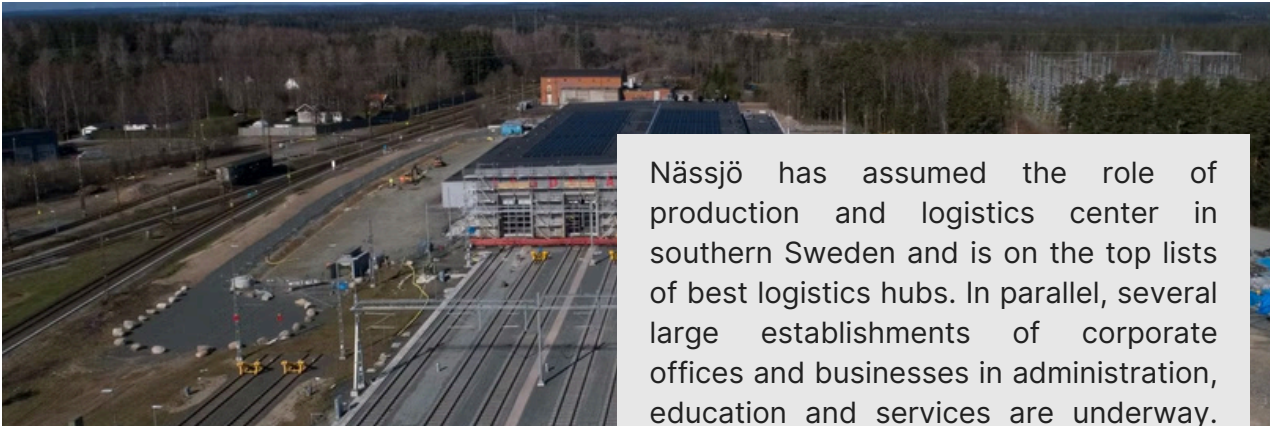 Nässjö has assumed the role of
production and logistics center in
southern Sweden and is on the top lists
of best logistics hubs. In parallel, several
large establishments of corporate
offices and businesses in administration,
education and services are underway.